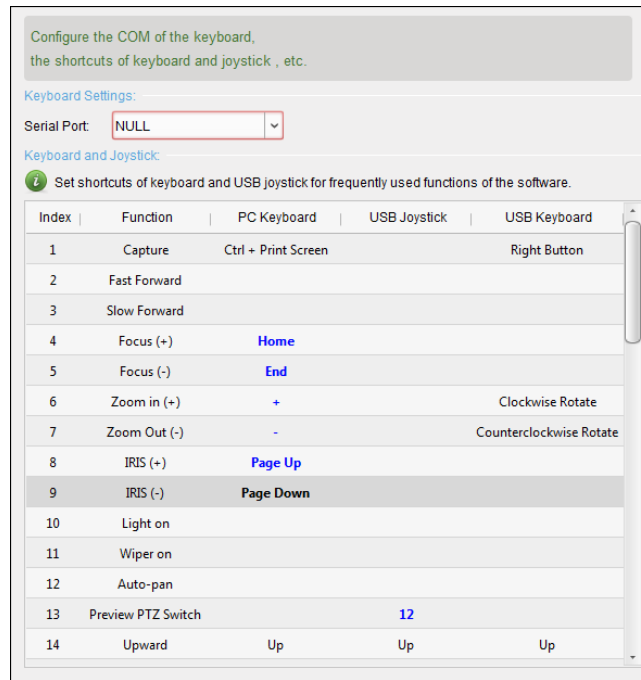 Configure the COM of the keyboard,
the shortcuts of keyboard and joystick , etc.
Keyboard Settings:
Serial Port: NULL
Keyboard and Joystick:
i Set shortcuts of keyboard and USB joystick for frequently used functions of the software.
Index Function PC Keyboard USB Joystick USB Keyboard
1 Capture Ctrl + Print Screen Right Button
2 Fast Forward
3 Slow Forward
4 Focus (+) Home
5 Focus (-) End
6 Zoom in (+) + Clockwise Rotate
7 Zoom Out (-) - Counterclockwise Rotate
8 IRIS (+) Page Up
9 IRIS (-) Page Down
10 Light on
11 Wiper on
12 Auto-pan
13 Preview PTZ Switch 12
14 Upward Up Up Up